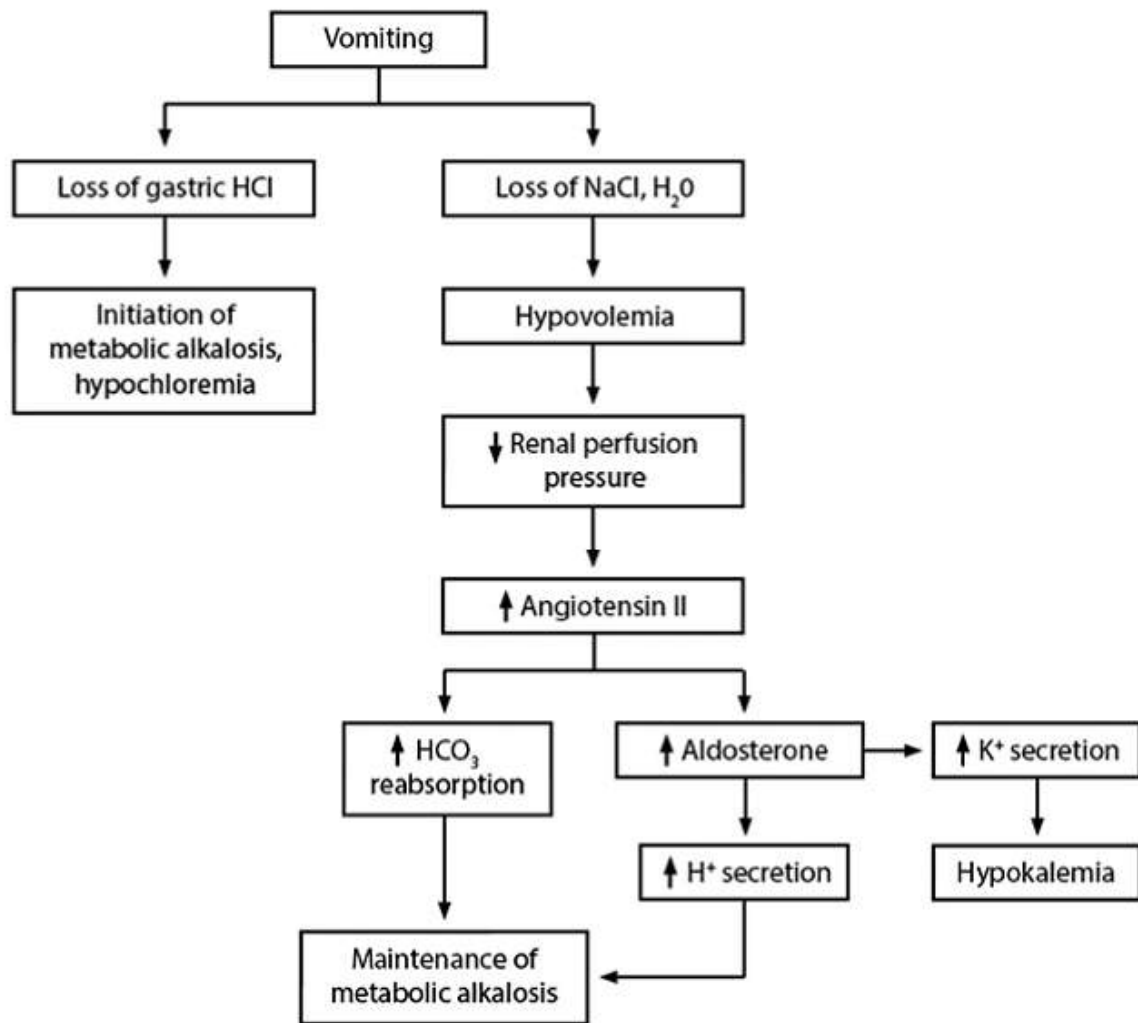 Vomiting
Loss of gastric HCl
Loss of NaCl, H₂0
Initiation of
metabolic alkalosis,
hypochloremia
Hypovolemia
↓ Renal perfusion
pressure
↑ Angiotensin II
↑ HCO₃
reabsorption
↑ Aldosterone
↑ K⁺ secretion
↑ H⁺ secretion
Hypokalemia
Maintenance of
metabolic alkalosis